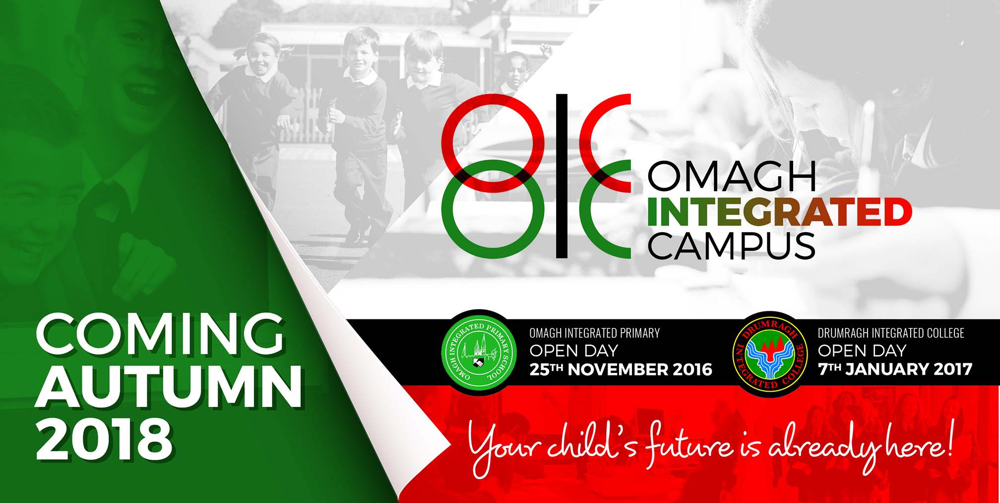 COMING
AUTUMN
2018
OIC
OMAGH
INTEGRATED
CAMPUS
OMAGH INTEGRATED PRIMARY SCHOOL
OMAGH INTEGRATED PRIMARY
OPEN DAY
25TH NOVEMBER 2016
DRUMRAGH INTEGRATED COLLEGE
DRUMRAGH INTEGRATED COLLEGE
OPEN DAY
7TH JANUARY 2017
Your child's future is already here!